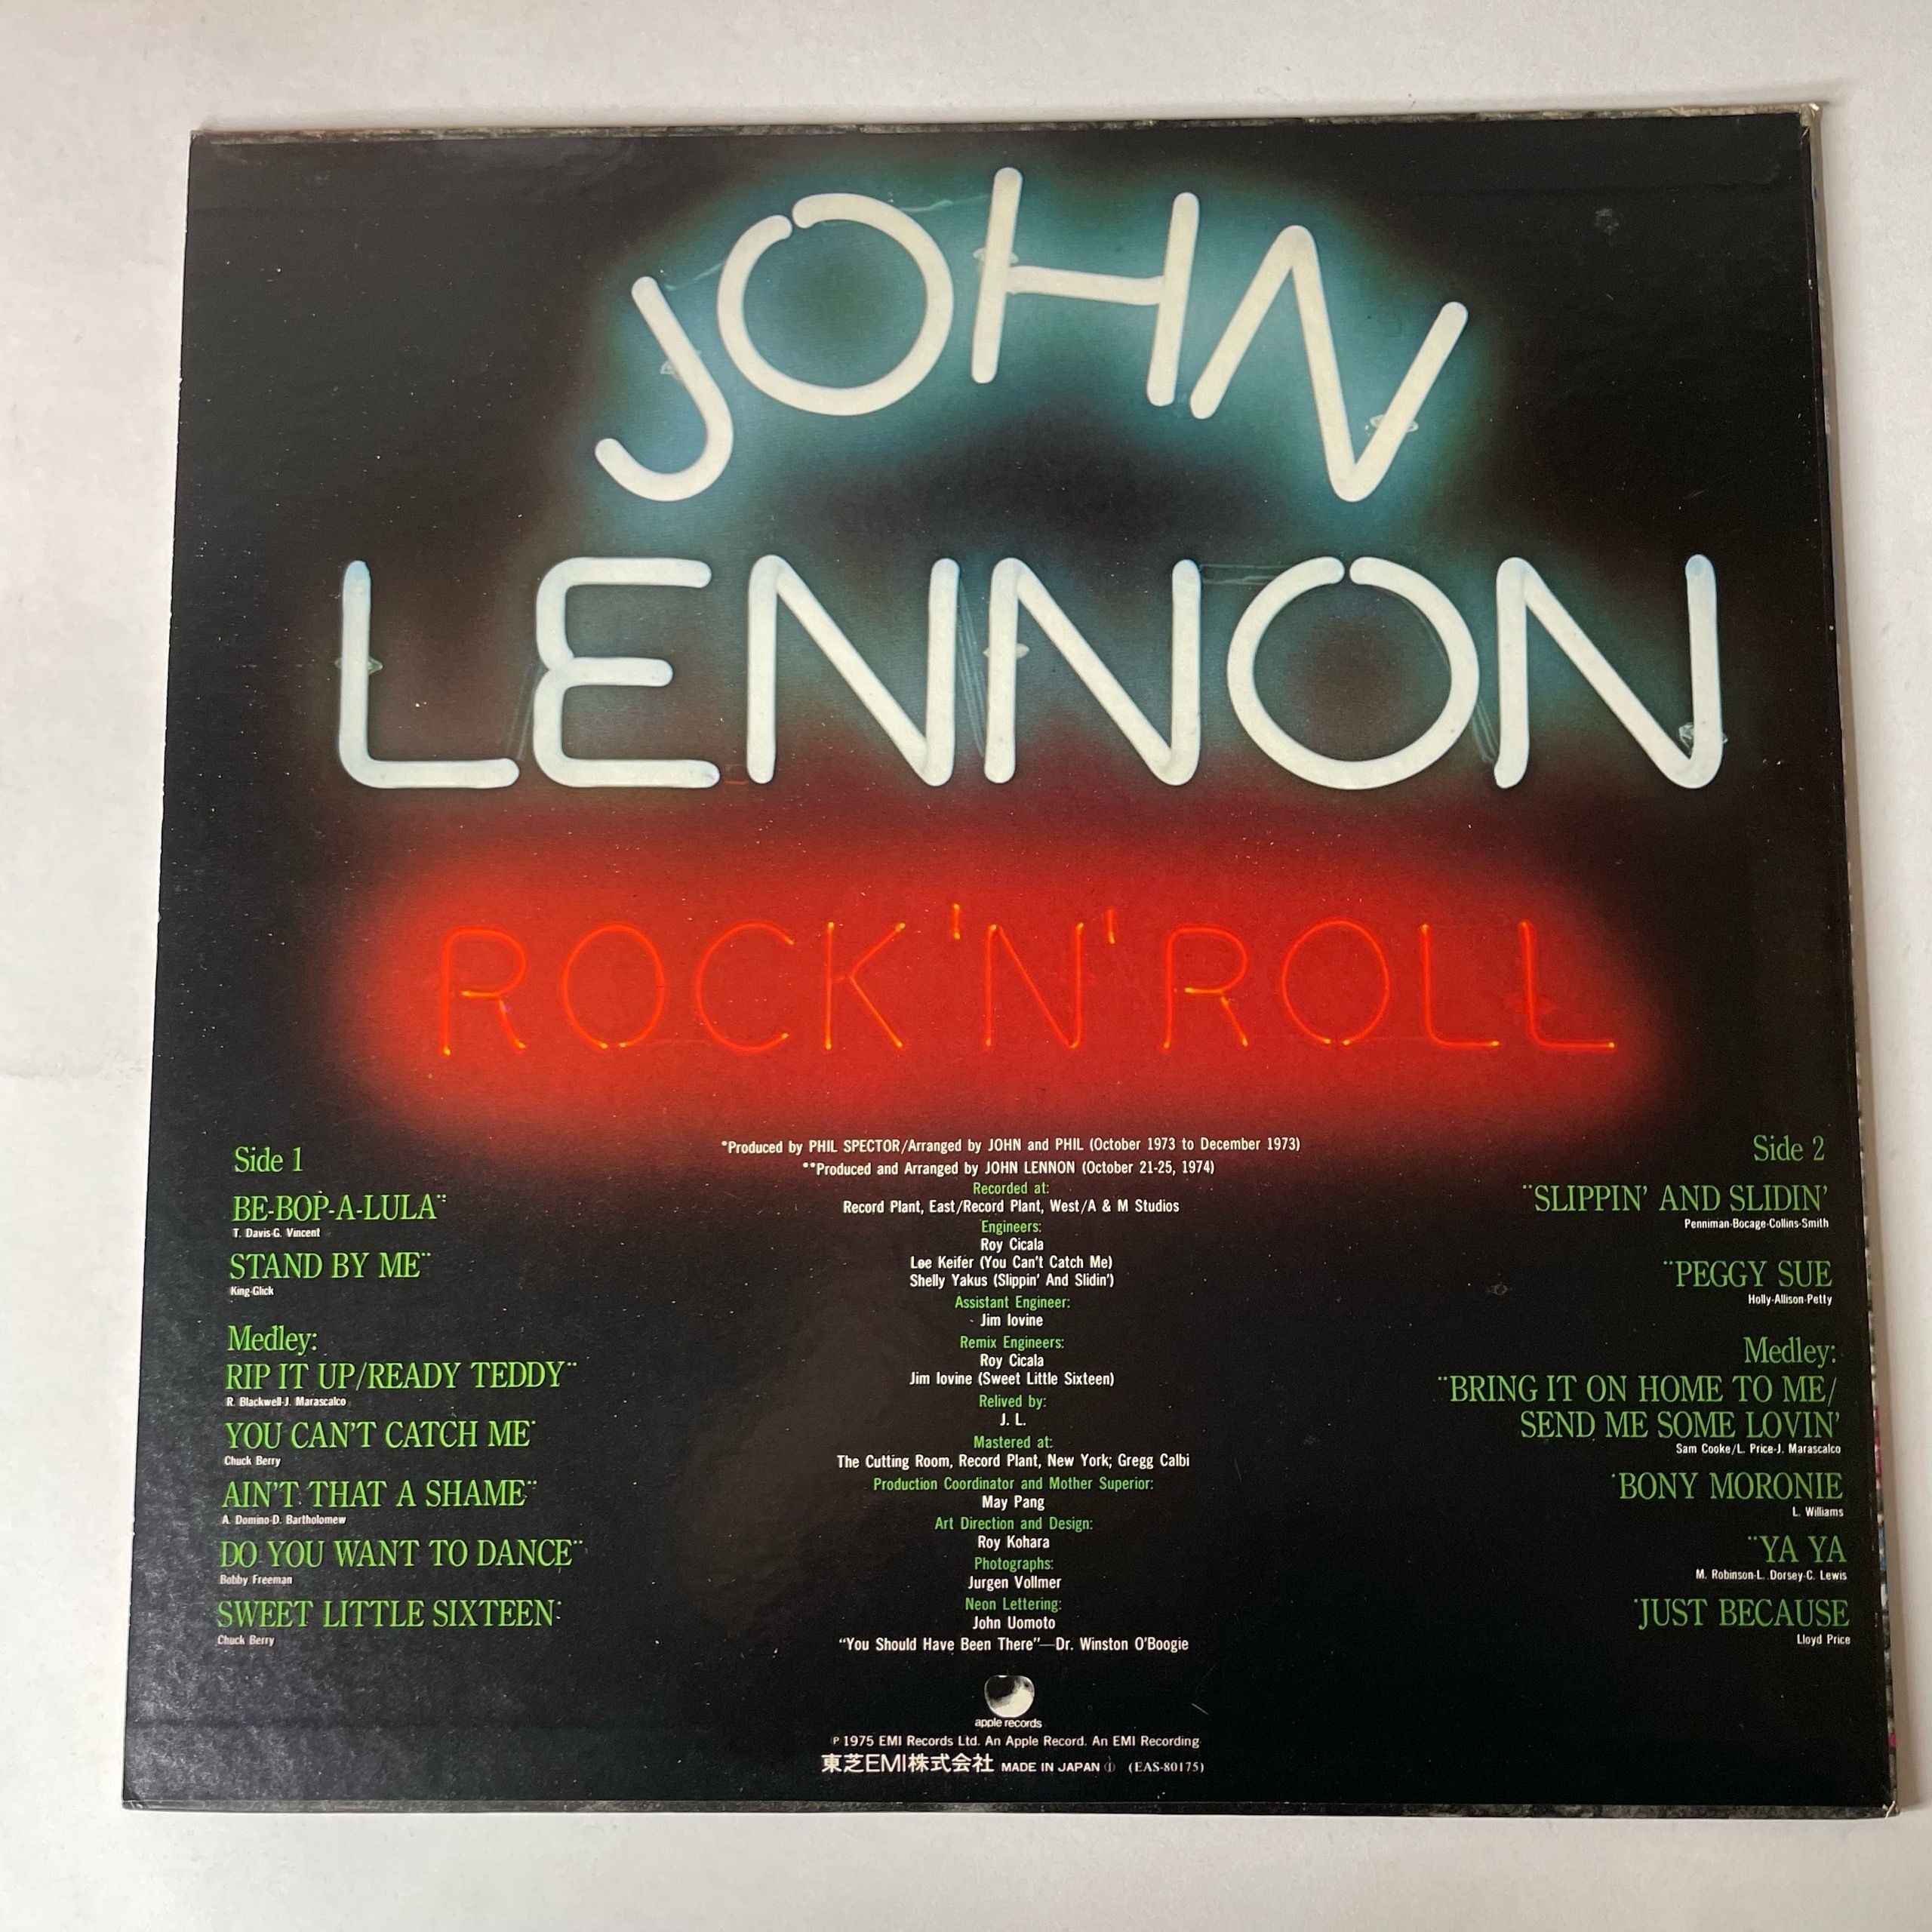 JOHN
LENNON
ROCK 'N' ROLL
Side 1
BE-BOP-A-LULA**
T. Davis-G. Vincent
STAND BY ME**
King-Glick
Medley:
RIP IT UP/READY TEDDY**
R. Blackwell-J. Marascalco
YOU CAN'T CATCH ME*
Chuck Berry
AIN'T THAT A SHAME**
A. Domino-D. Bartholomew
DO YOU WANT TO DANCE**
Bobby Freeman
SWEET LITTLE SIXTEEN*
Chuck Berry
*Produced by PHIL SPECTOR/Arranged by JOHN and PHIL (October 1973 to December 1973)
**Produced and Arranged by JOHN LENNON (October 21-25, 1974)
Recorded at:
Record Plant, East/Record Plant, West/A & M Studios
Engineers:
Roy Cicala
Lee Keifer (You Can't Catch Me)
Shelly Yakus (Slippin' And Slidin')
Assistant Engineer:
Jim Iovine
Remix Engineers:
Roy Cicala
Jim Iovine (Sweet Little Sixteen)
Relived by:
J. L.
Mastered at:
The Cutting Room, Record Plant, New York; Gregg Calbi
Production Coordinator and Mother Superior:
May Pang
Art Direction and Design:
Roy Kohara
Photographs:
Jurgen Vollmer
Neon Lettering:
John Uomoto
"You Should Have Been There"—Dr. Winston O'Boogie
Side 2
**SLIPPIN' AND SLIDIN'
Penniman-Bocage-Collins-Smith
**PEGGY SUE
Holly-Allison-Petty
Medley:
**BRING IT ON HOME TO ME/
SEND ME SOME LOVIN'
Sam Cooke/L. Price-J. Marascalco
*BONY MORONIE
L. Williams
**YA YA
M. Robinson-L. Dorsey-C. Lewis
*JUST BECAUSE
Lloyd Price
apple records
℗ 1975 EMI Records Ltd. An Apple Record. An EMI Recording
東芝EMI株式会社 MADE IN JAPAN Ⓘ (EAS-80175)